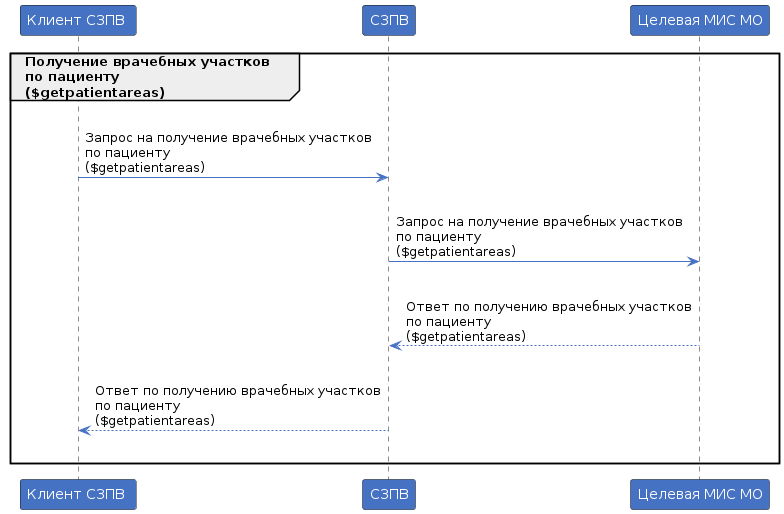 Клиент СЗПВ
СЗПВ
Целевая МИС МО
Получение врачебных участков
по пациенту
($getpatientareas)
Запрос на получение врачебных участков
по пациенту
($getpatientareas)
Запрос на получение врачебных участков
по пациенту
($getpatientareas)
Ответ по получению врачебных участков
по пациенту
($getpatientareas)
Ответ по получению врачебных участков
по пациенту
($getpatientareas)
Клиент СЗПВ
СЗПВ
Целевая МИС МО